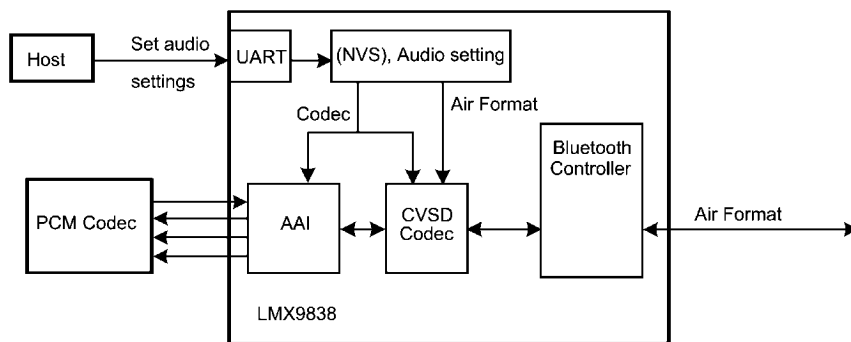 Host
Set audio
settings
UART
(NVS), Audio setting
Codec
Air Format
Bluetooth
Controller
PCM Codec
AAI
CVSD
Codec
Air Format
LMX9838